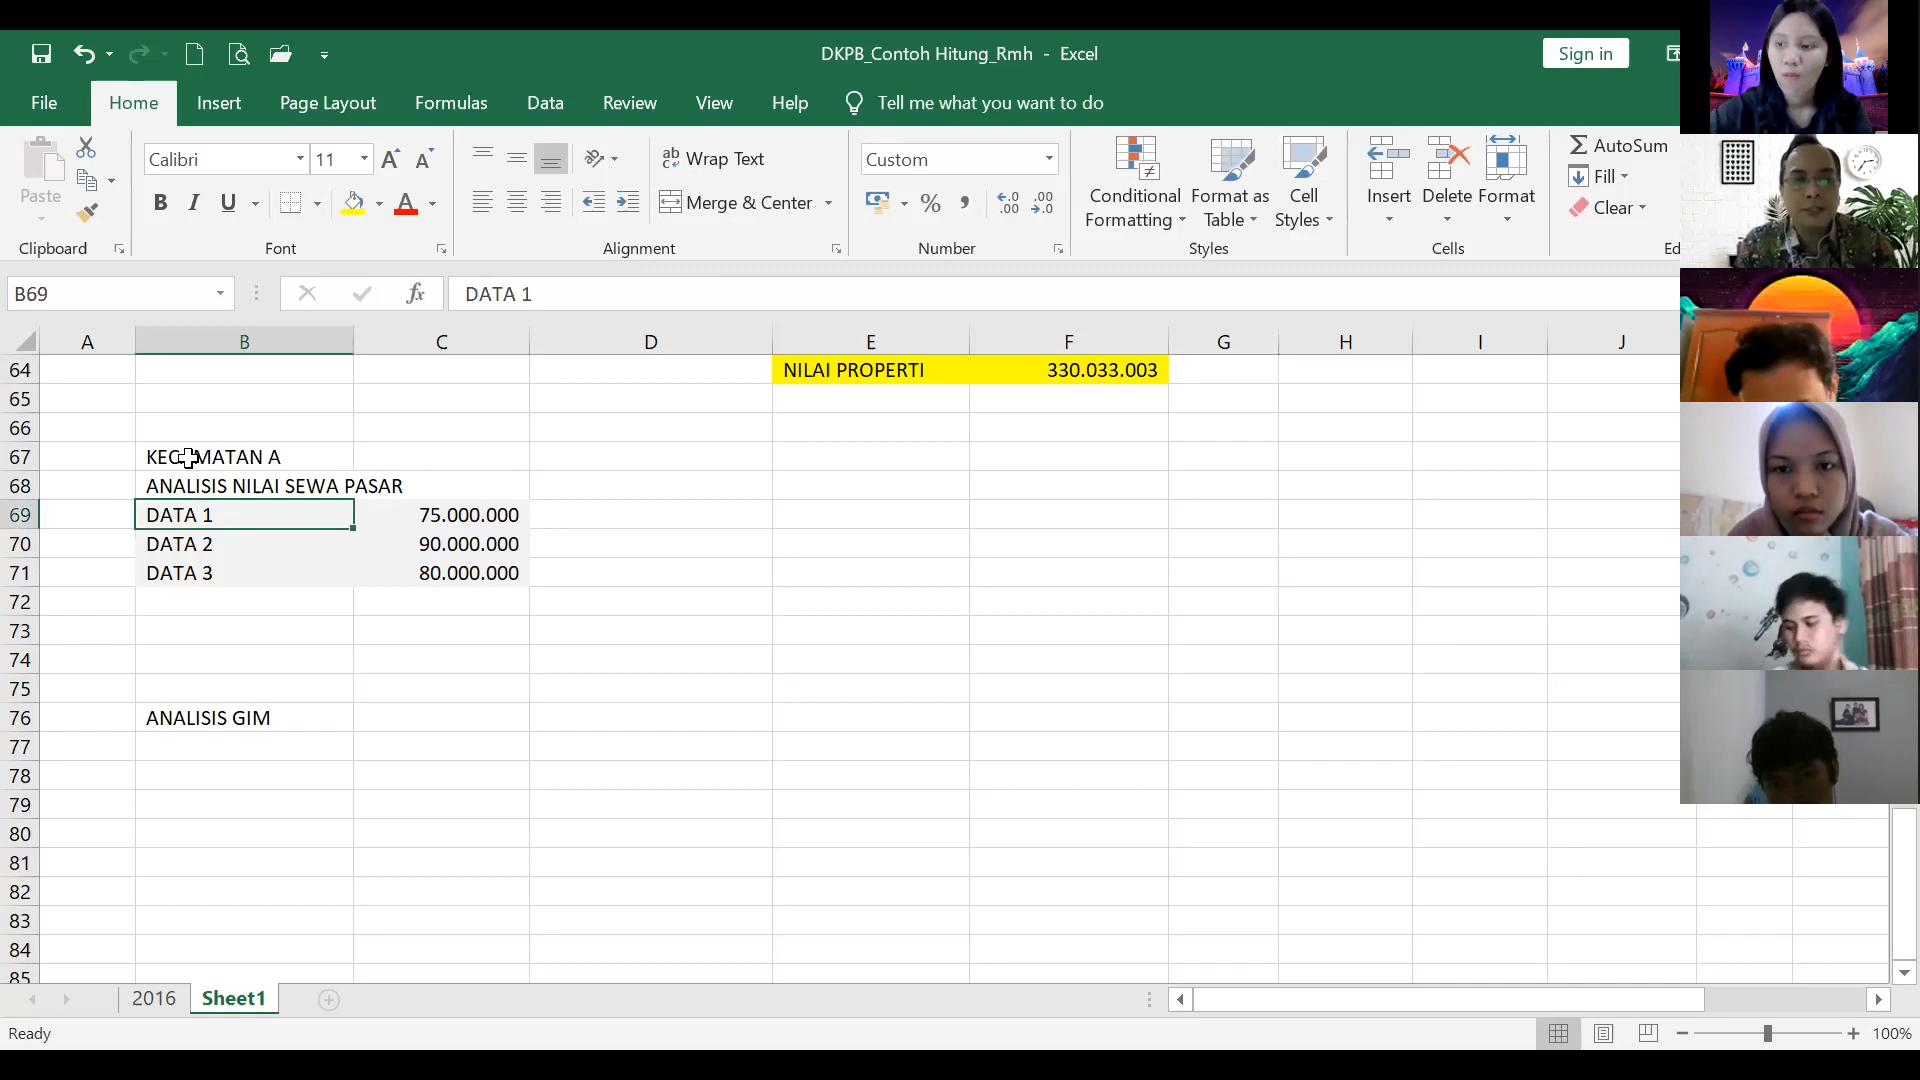 DKPB_Contoh Hitung_Rmh - Excel
Sign in
File Home Insert Page Layout Formulas Data Review View Help Tell me what you want to do
Paste
Calibri 11
B I U A
ab Wrap Text
Merge & Center
Custom
% ,
Conditional Formatting
Format as Table
Cell Styles
Insert
Delete
Format
Σ AutoSum
Fill
Clear
Clipboard Font Alignment Number Styles Cells Ed
B69 fx DATA 1
A B C D E F G H I J
64 NILAI PROPERTI 330.033.003
65
66
67 KEC MATAN A
68 ANALISIS NILAI SEWA PASAR
69 DATA 1 75.000.000
70 DATA 2 90.000.000
71 DATA 3 80.000.000
72
73
74
75
76 ANALISIS GIM
77
78
79
80
81
82
83
84
85
2016 Sheet1
Ready 100%